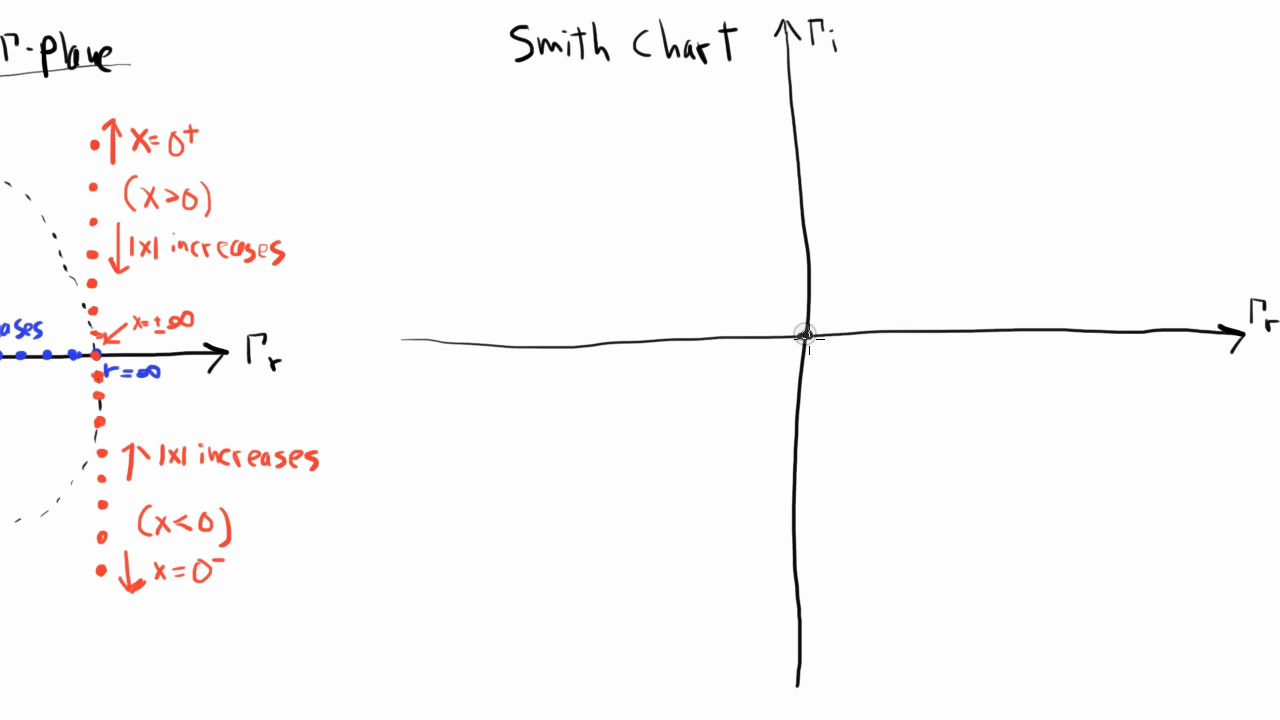 Γ-plane
x=0⁺
(x>0)
|x| increases
x=±∞
ases
Γr
r=∞
|x| increases
(x<0)
x=0⁻
Smith Chart
Γi
Γr